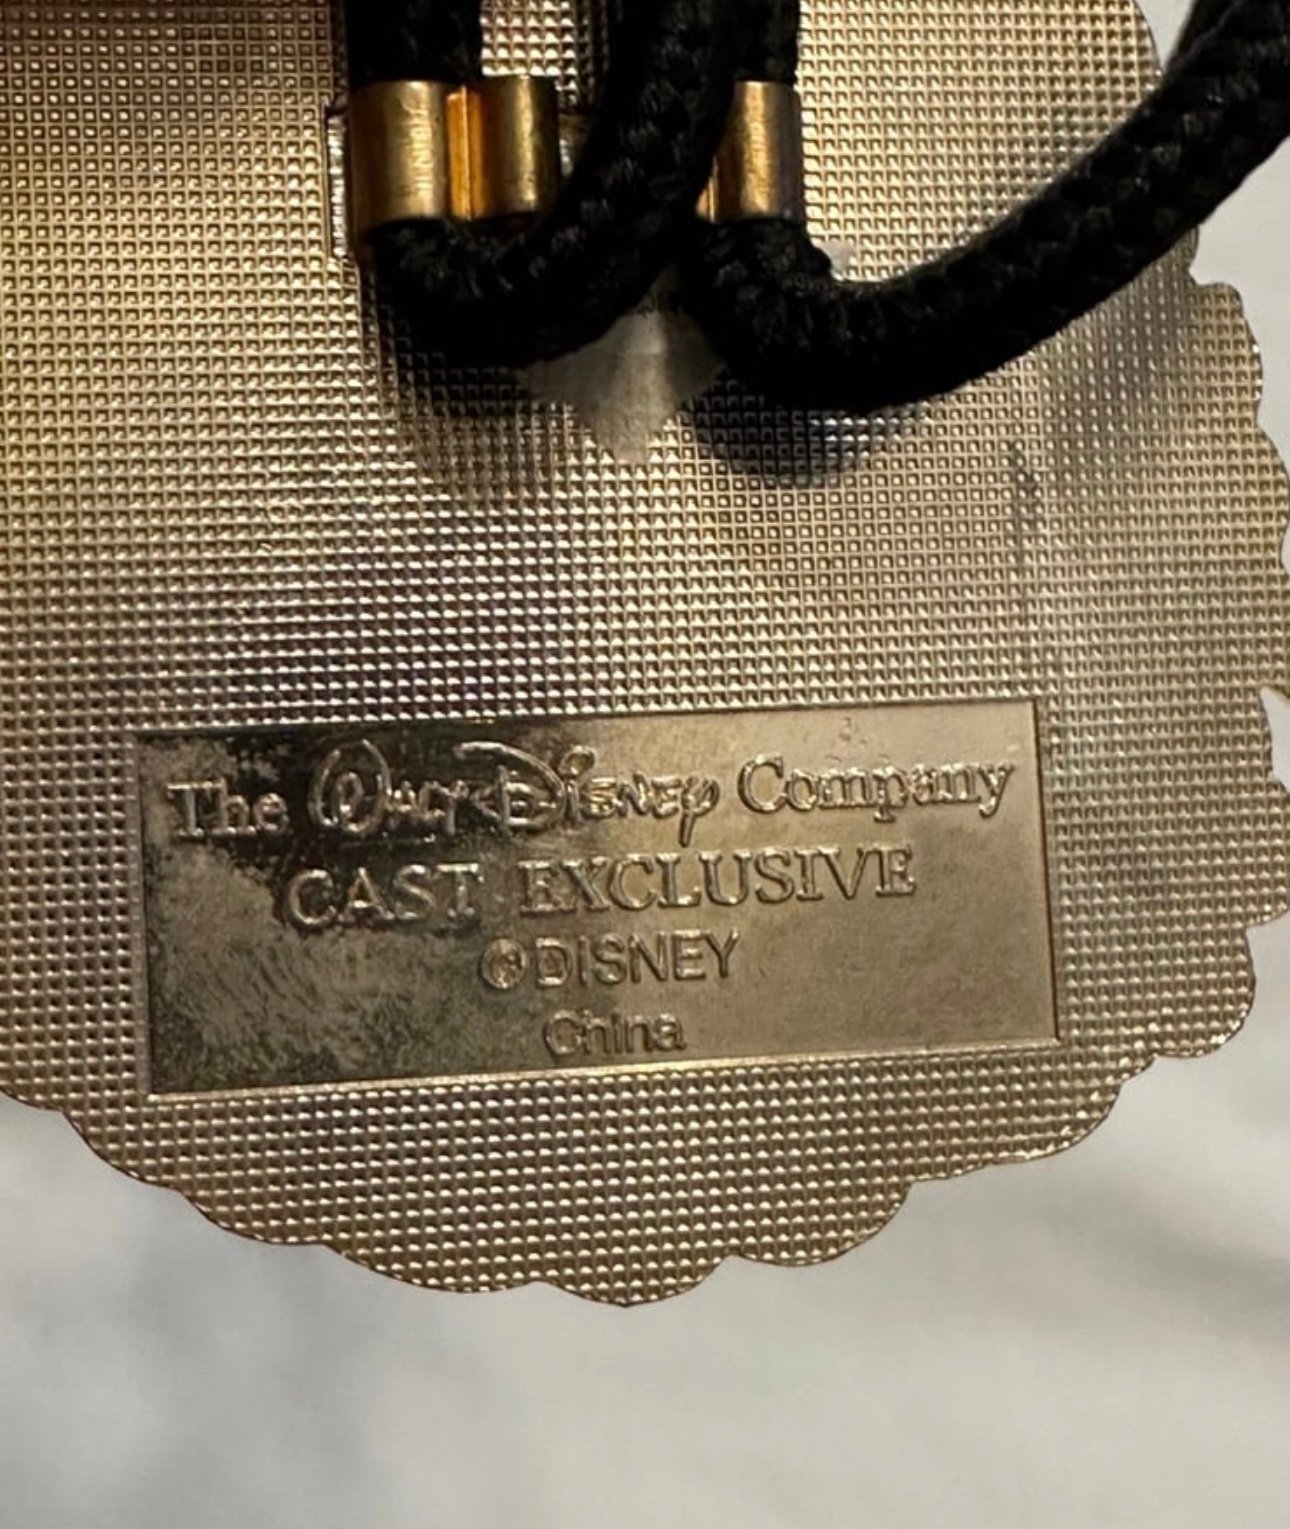 The Walt Disney Company
CAST EXCLUSIVE
©DISNEY
China